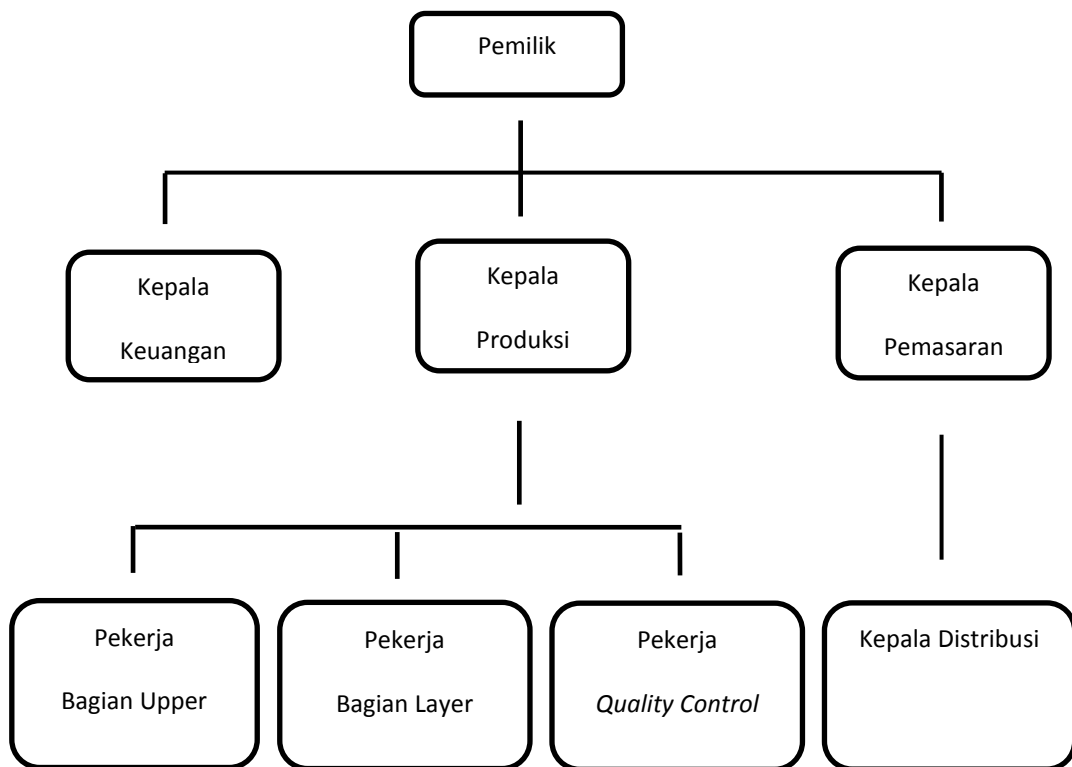 Pemilik
Kepala
Keuangan
Kepala
Produksi
Kepala
Pemasaran
Pekerja
Bagian Upper
Pekerja
Bagian Layer
Pekerja
Quality Control
Kepala Distribusi